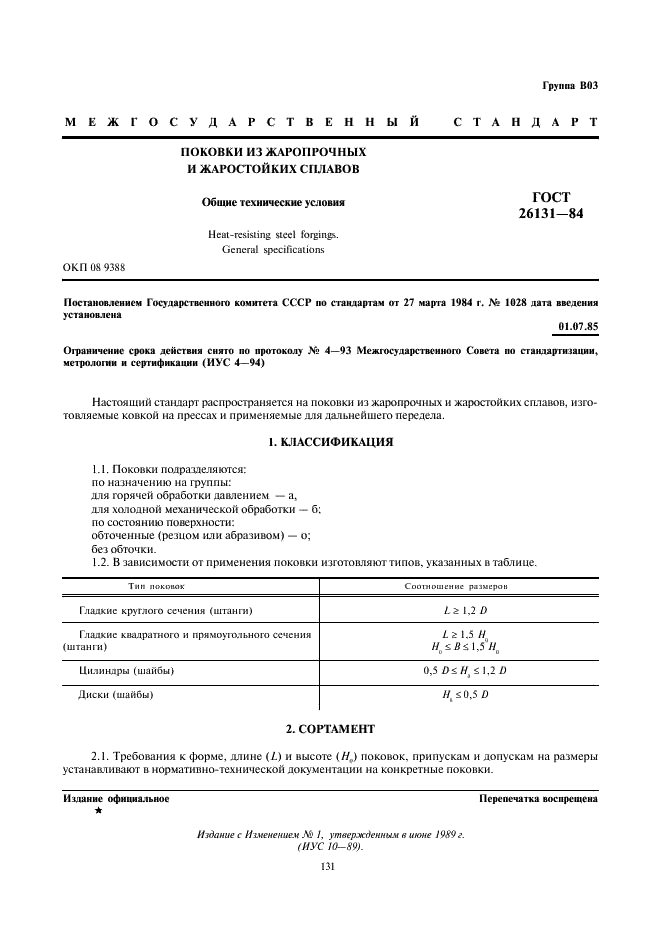 Группа В03
МЕЖГОСУДАРСТВЕННЫЙ СТАНДАРТ
ПОКОВКИ ИЗ ЖАРОПРОЧНЫХ
И ЖАРОСТОЙКИХ СПЛАВОВ
Общие технические условия
Heat-resisting steel forgings.
General specifications
ГОСТ
26131—84
ОКП 08 9388
Постановлением Государственного комитета СССР по стандартам от 27 марта 1984 г. № 1028 дата введения
установлена
01.07.85
Ограничение срока действия снято по протоколу № 4—93 Межгосударственного Совета по стандартизации,
метрологии и сертификации (ИУС 4—94)
Настоящий стандарт распространяется на поковки из жаропрочных и жаростойких сплавов, изго-
товляемые ковкой на прессах и применяемые для дальнейшего передела.
1. КЛАССИФИКАЦИЯ
1.1. Поковки подразделяются:
по назначению на группы:
для горячей обработки давлением — а,
для холодной механической обработки — б;
по состоянию поверхности:
обточенные (резцом или абразивом) — о;
без обточки.
1.2. В зависимости от применения поковки изготовляют типов, указанных в таблице.
Тип поковок
Соотношение размеров
Гладкие круглого сечения (штанги)
L ≥ 1,2 D
Гладкие квадратного и прямоугольного сечения
(штанги)
L ≥ 1,5 H₀
H₀ ≤ B ≤ 1,5 H₀
Цилиндры (шайбы)
0,5 D ≤ H₀ ≤ 1,2 D
Диски (шайбы)
H₀ ≤ 0,5 D
2. СОРТАМЕНТ
2.1. Требования к форме, длине (L) и высоте (H₀) поковок, припускам и допускам на размеры
устанавливают в нормативно-технической документации на конкретные поковки.
Издание официальное
Перепечатка воспрещена
★
Издание с Изменением № 1, утвержденным в июне 1989 г.
(ИУС 10—89).
131